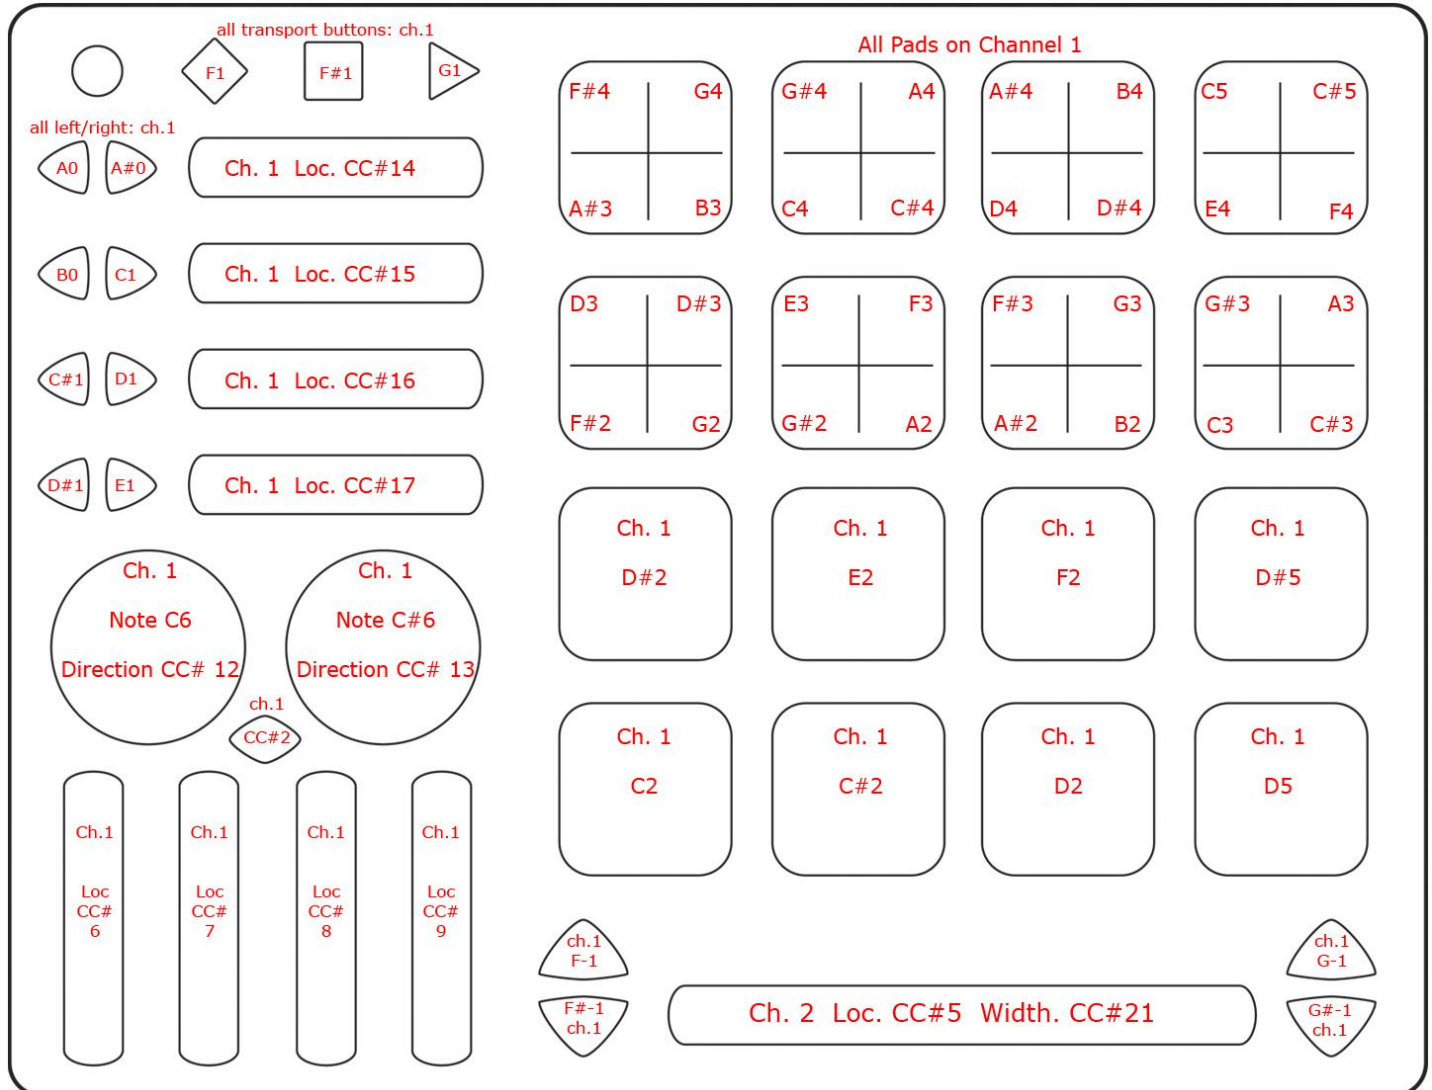 all transport buttons: ch.1
F1 F#1 G1
all left/right: ch.1
A0 A#0 Ch. 1 Loc. CC#14
B0 C1 Ch. 1 Loc. CC#15
C#1 D1 Ch. 1 Loc. CC#16
D#1 E1 Ch. 1 Loc. CC#17
Ch. 1
Note C6
Direction CC# 12
Ch. 1
Note C#6
Direction CC# 13
ch.1
CC#2
Ch.1
Loc
CC#
6
Ch.1
Loc
CC#
7
Ch.1
Loc
CC#
8
Ch.1
Loc
CC#
9
All Pads on Channel 1
F#4 G4 G#4 A4 A#4 B4 C5 C#5
A#3 B3 C4 C#4 D4 D#4 E4 F4
D3 D#3 E3 F3 F#3 G3 G#3 A3
F#2 G2 G#2 A2 A#2 B2 C3 C#3
Ch. 1 Ch. 1 Ch. 1 Ch. 1
D#2 E2 F2 D#5
Ch. 1 Ch. 1 Ch. 1 Ch. 1
C2 C#2 D2 D5
ch.1
F-1
F#-1
ch.1
Ch. 2 Loc. CC#5 Width. CC#21
ch.1
G-1
G#-1
ch.1